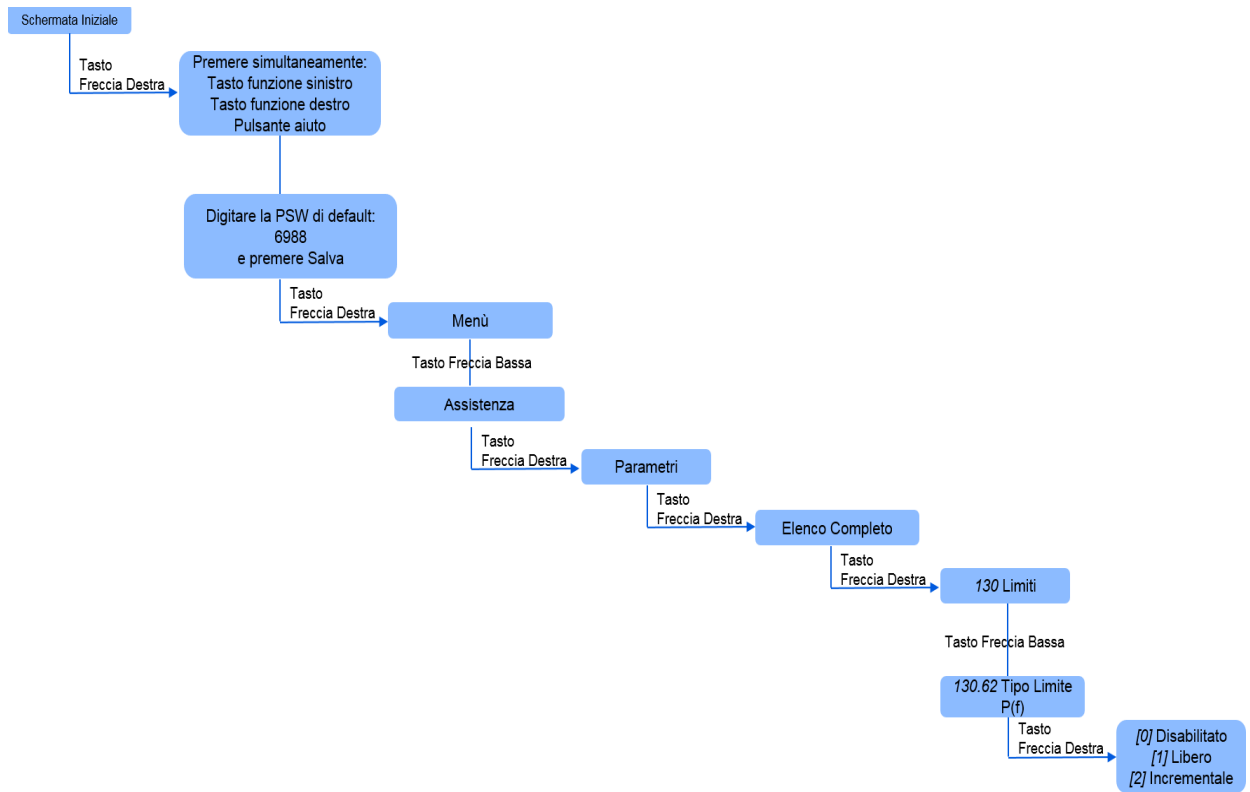 Schermata Iniziale
Tasto
Freccia Destra
Premere simultaneamente:
Tasto funzione sinistro
Tasto funzione destro
Pulsante aiuto
Digitare la PSW di default:
6988
e premere Salva
Tasto
Freccia Destra
Menù
Tasto Freccia Bassa
Assistenza
Tasto
Freccia Destra
Parametri
Tasto
Freccia Destra
Elenco Completo
Tasto
Freccia Destra
130 Limiti
Tasto Freccia Bassa
130.62 Tipo Limite
P(f)
Tasto
Freccia Destra
[0] Disabilitato
[1] Libero
[2] Incrementale